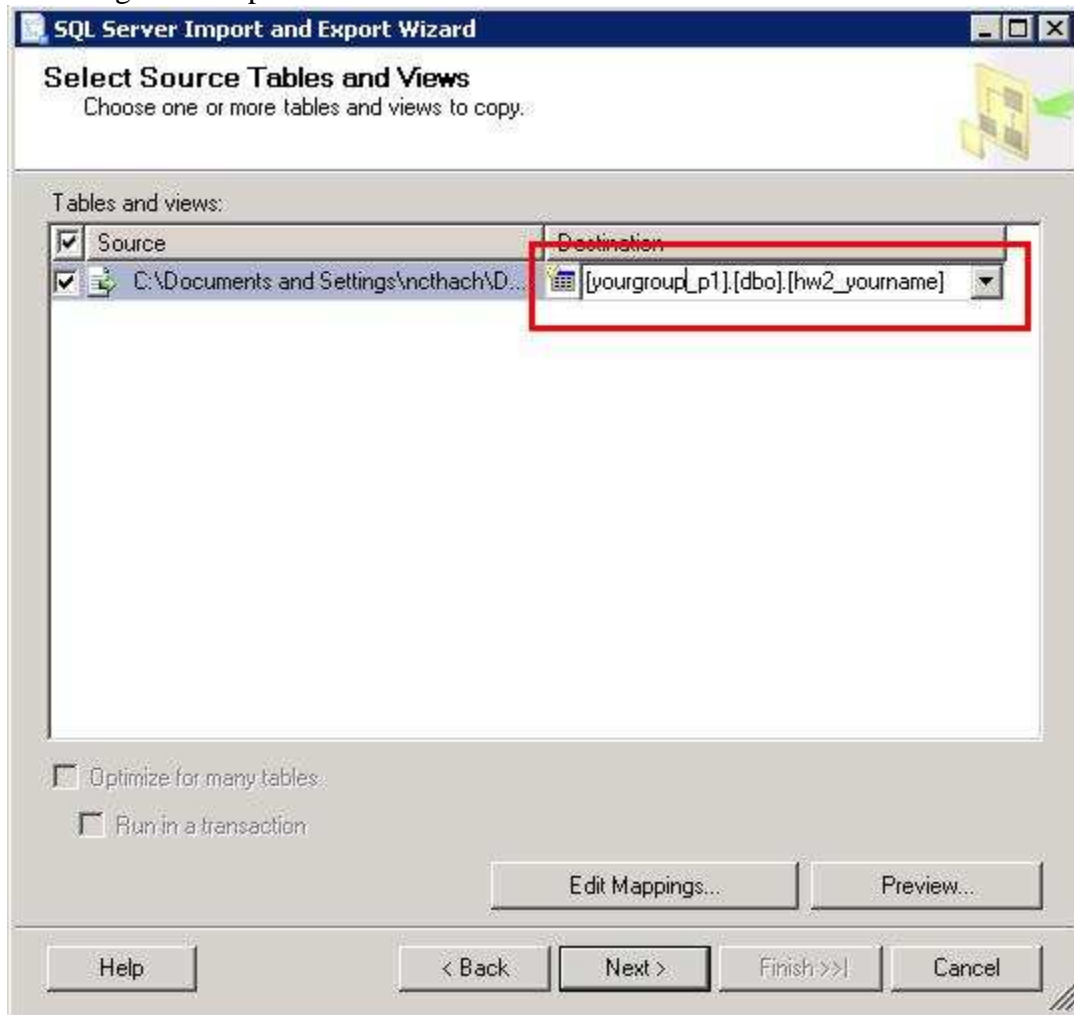 SQL Server Import and Export Wizard
Select Source Tables and Views
Choose one or more tables and views to copy.
Tables and views:
Source Destination
C:\Documents and Settings\ncthach\D... [yourgroup_p1].[dbo].[hw2_yourname]
Optimize for many tables
Run in a transaction
Edit Mappings... Preview...
Help < Back Next > Finish >>| Cancel